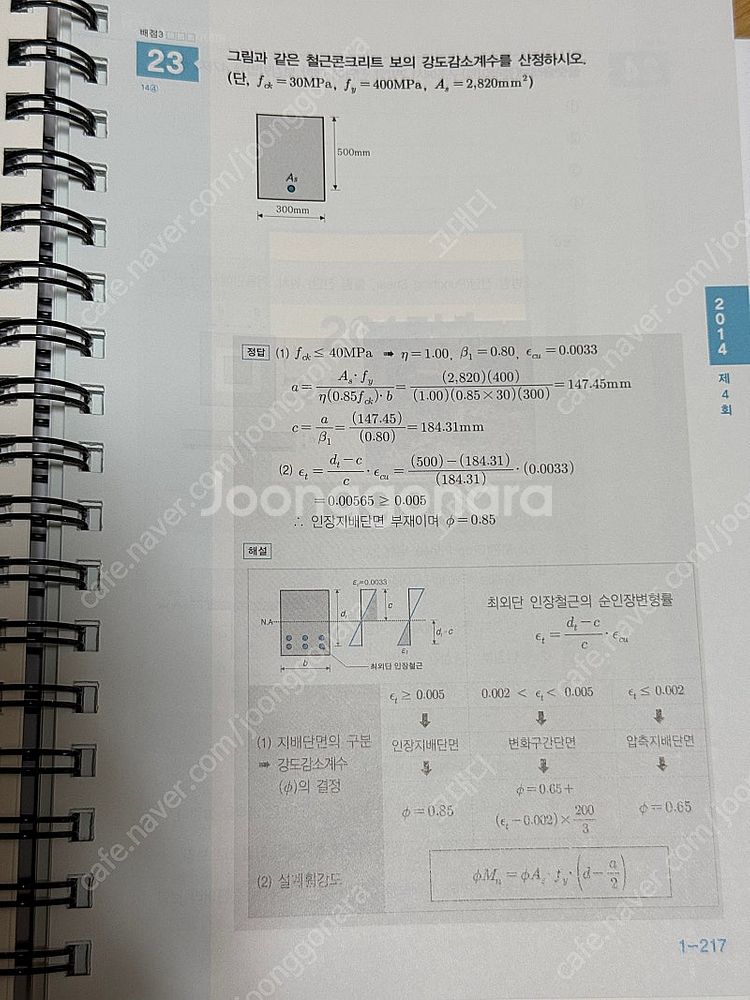 배점3
23
14④
그림과 같은 철근콘크리트 보의 강도감소계수를 산정하시오.
(단, f_ck = 30MPa, f_y = 400MPa, A_s = 2,820mm²)
500mm
As
300mm
2014
제4회
정답 (1) f_ck ≤ 40MPa ➠ η = 1.00, β₁ = 0.80, ϵ_cu = 0.0033
a = A_s · f_y / η(0.85f_ck) · b = (2,820)(400) / (1.00)(0.85×30)(300) = 147.45mm
c = a / β₁ = (147.45) / (0.80) = 184.31mm
(2) ϵ_t = d_t − c / c · ϵ_cu = (500) − (184.31) / (184.31) · (0.0033)
= 0.00565 ≥ 0.005
∴ 인장지배단면 부재이며 ϕ = 0.85
Joonggonara
해설
N.A
b
d_t
c
d_t-c
ε_t
최외단 인장철근
최외단 인장철근의 순인장변형률
ϵ_t = d_t − c / c · ϵ_cu
(1) 지배단면의 구분
➠ 강도감소계수
(ϕ)의 결정
ϵ_t ≥ 0.005
0.002 < ϵ_t < 0.005
ϵ_t ≤ 0.002
인장지배단면
변화구간단면
압축지배단면
ϕ = 0.85
ϕ = 0.65 +
(ϵ_t − 0.002) × 200 / 3
ϕ = 0.65
(2) 설계휨강도
ϕM_n = ϕA_s · f_y · (d − a / 2)
1-217
cafe.naver.com/joonggonara
고래디